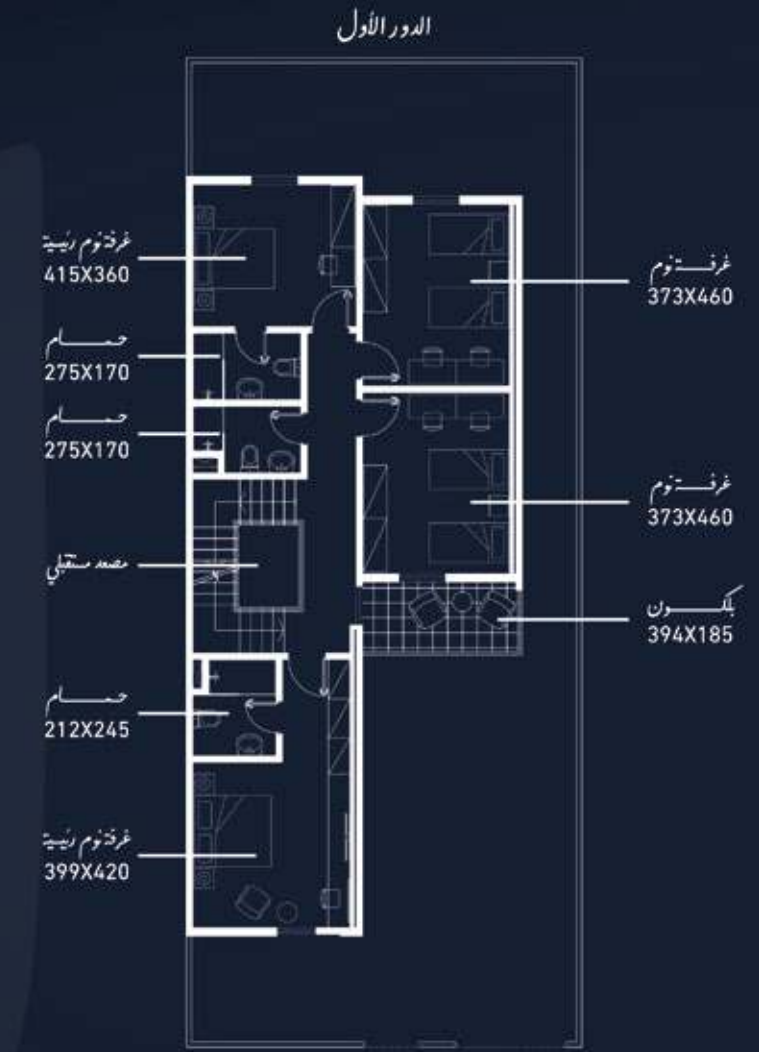 الدور الأول
غرفة نوم رئيسية
415X360
حمام
275X170
حمام
275X170
مصعد مستقبلي
حمام
212X245
غرفة نوم رئيسية
399X420
غرفة نوم
373X460
غرفة نوم
373X460
بلكون
394X185